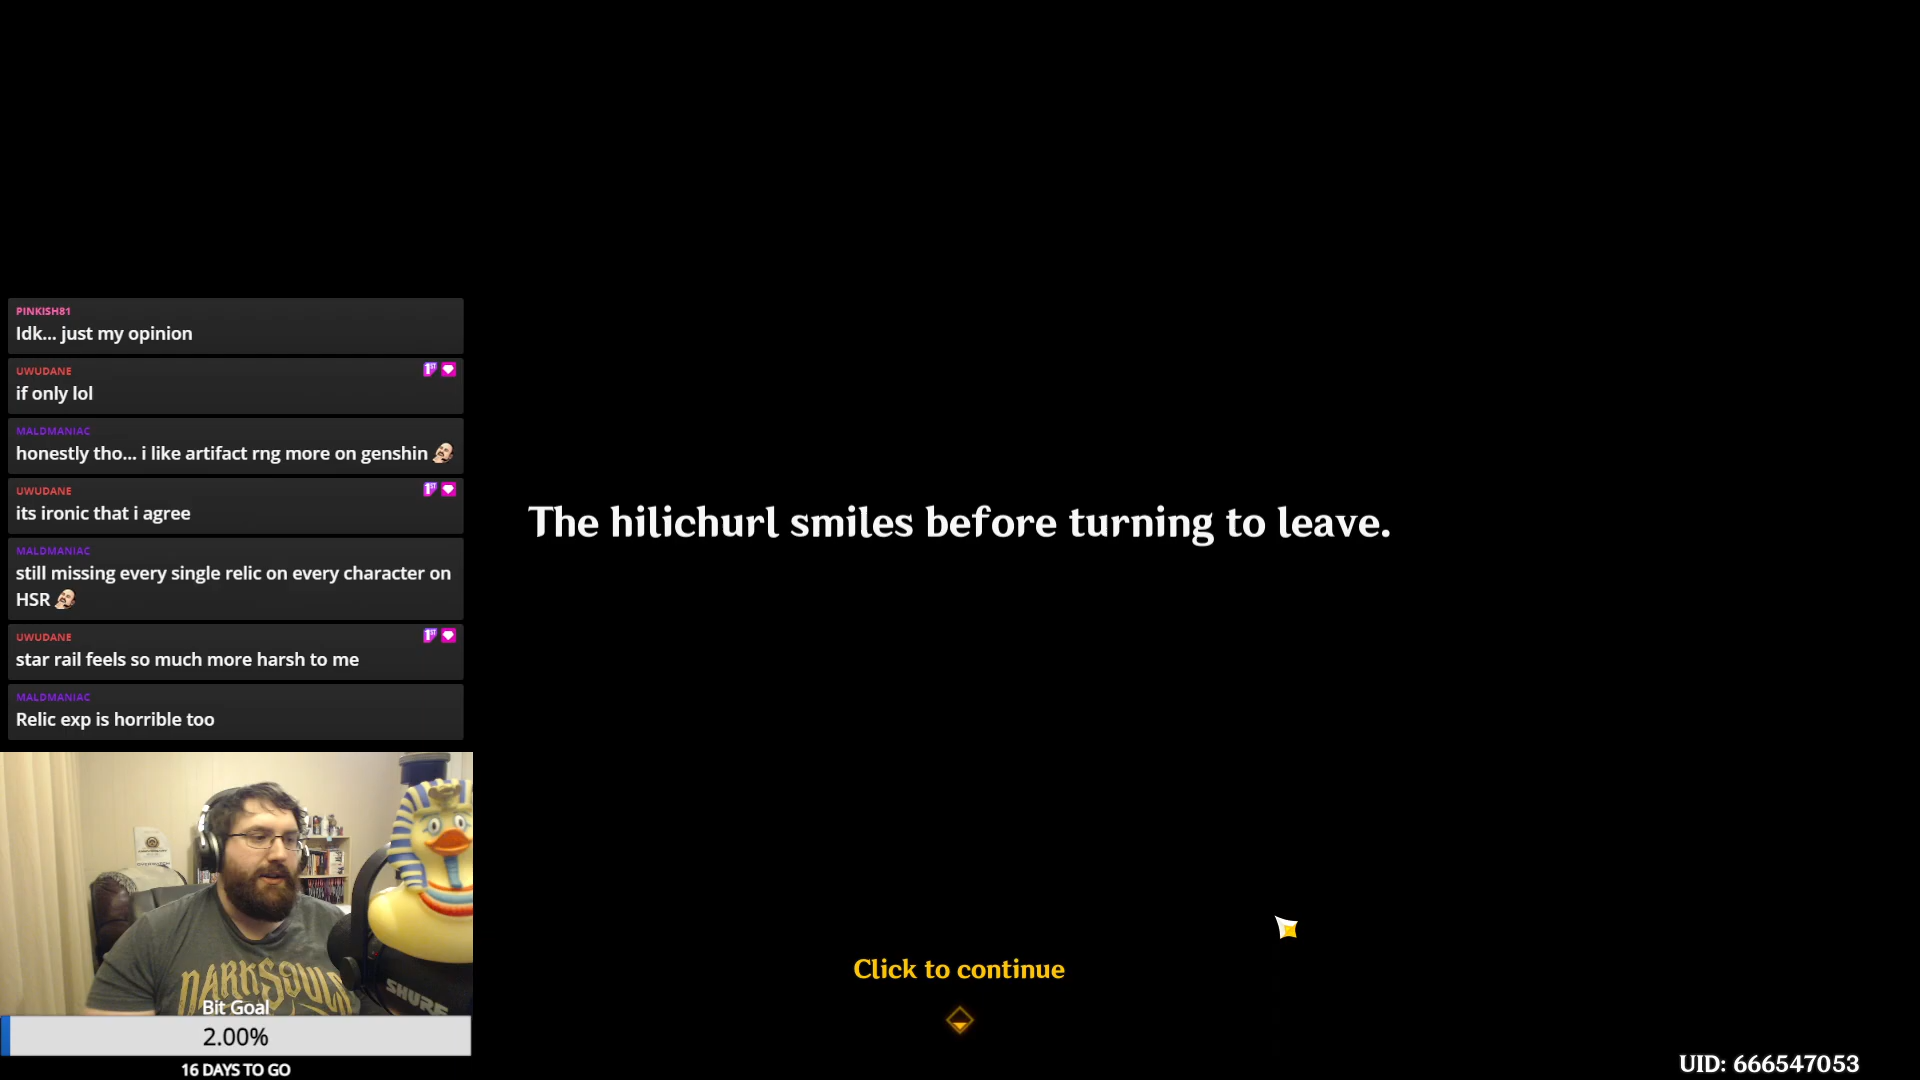 PINKISH81
Idk... just my opinion
UWUDANE
if only lol
MALDMANIAC
honestly tho... i like artifact rng more on genshin
UWUDANE
its ironic that i agree
MALDMANIAC
still missing every single relic on every character on
HSR
UWUDANE
star rail feels so much more harsh to me
MALDMANIAC
Relic exp is horrible too
The hilichurl smiles before turning to leave.
Click to continue
DARKSOULS
SHURE
Bit Goal
2.00%
16 DAYS TO GO
UID: 666547053